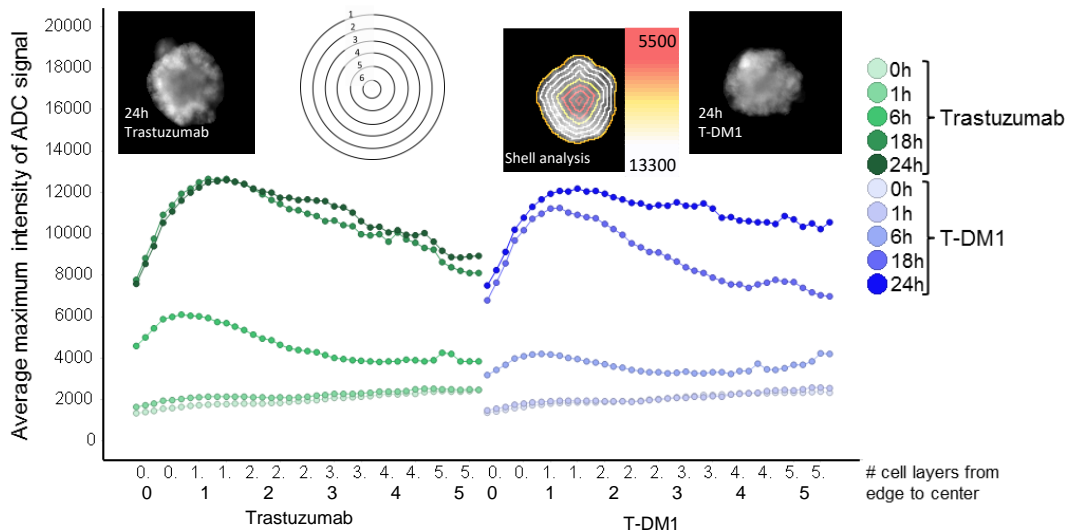 Average maximum intensity of ADC signal
20000
18000
16000
14000
12000
10000
8000
6000
4000
2000
0
24h
Trastuzumab
1
2
3
4
5
6
Shell analysis
5500
13300
24h
T-DM1
0h
1h
6h
18h
24h
Trastuzumab
0h
1h
6h
18h
24h
T-DM1
0. 0. 1. 1. 2. 2. 3. 3. 4. 4. 5. 0. 0. 1. 1. 2. 2. 3. 3. 4. 4. 5. 5.
0 1 2 3 4 5 0 1 2 3 4 5
# cell layers from
edge to center
Trastuzumab
T-DM1